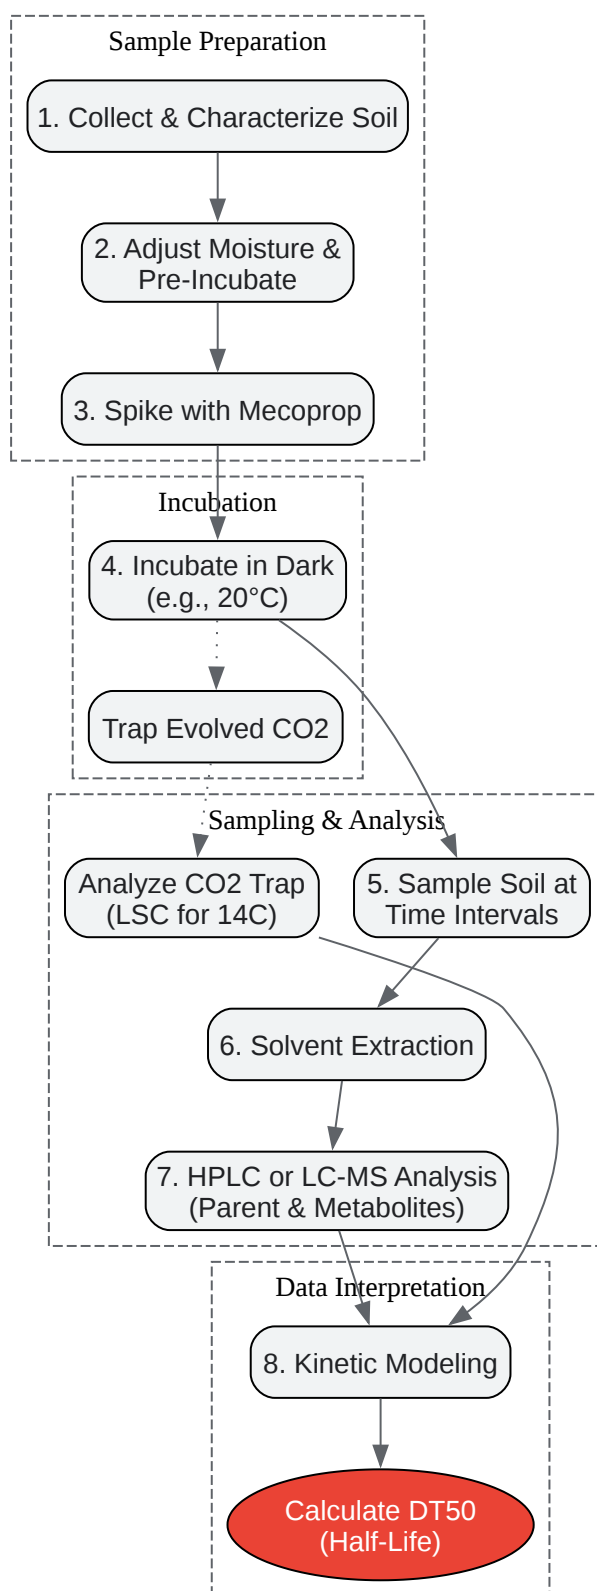 Sample Preparation
1. Collect & Characterize Soil
2. Adjust Moisture &
Pre-Incubate
3. Spike with Mecoprop
Incubation
4. Incubate in Dark
(e.g., 20°C)
Trap Evolved CO2
Sampling & Analysis
Analyze CO2 Trap
(LSC for 14C)
5. Sample Soil at
Time Intervals
6. Solvent Extraction
7. HPLC or LC-MS Analysis
(Parent & Metabolites)
Data Interpretation
8. Kinetic Modeling
Calculate DT50
(Half-Life)